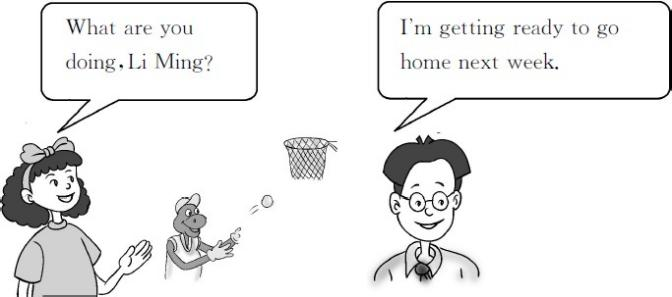 What are you
doing,Li Ming?
I'm getting ready to go
home next week.